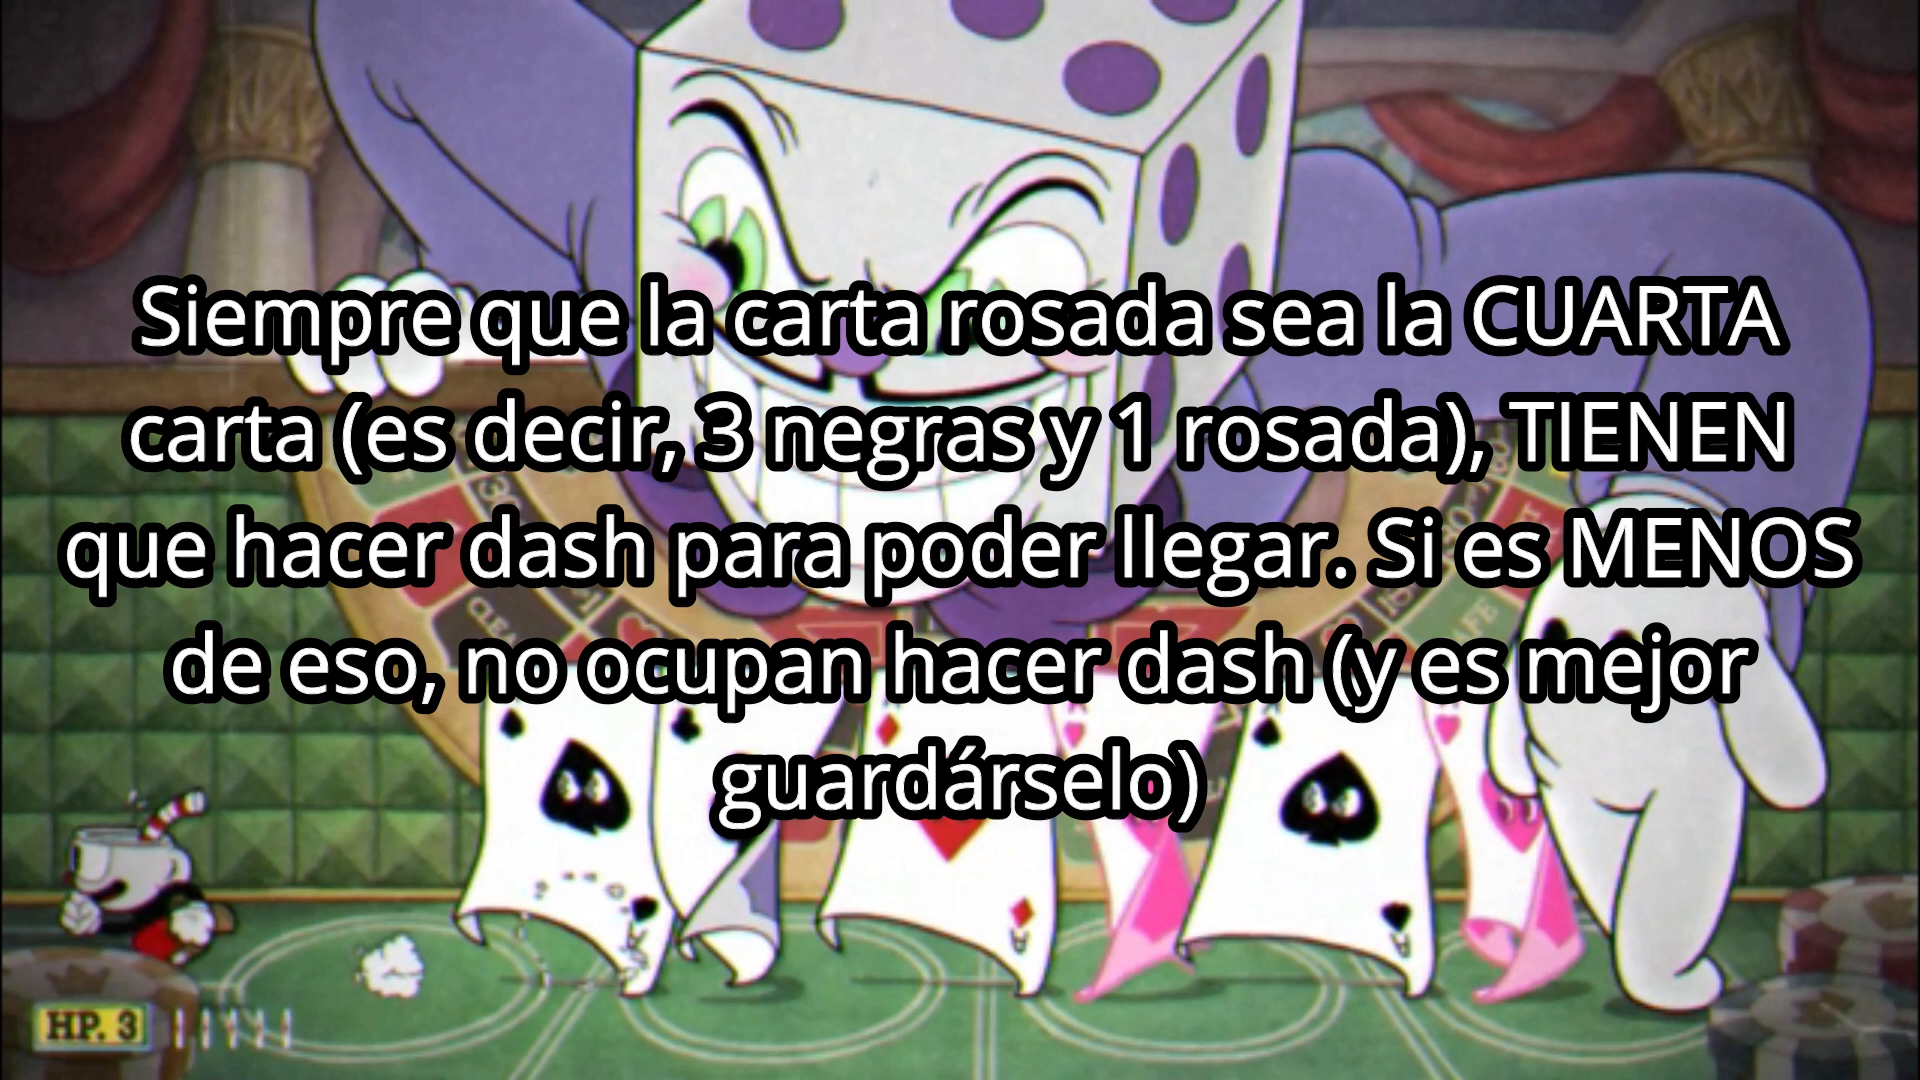 Siempre que la carta rosada sea la CUARTA
carta (es decir, 3 negras y 1 rosada), TIENEN
que hacer dash para poder llegar. Si es MENOS
de eso, no ocupan hacer dash (y es mejor
guardárselo)
HP. 3